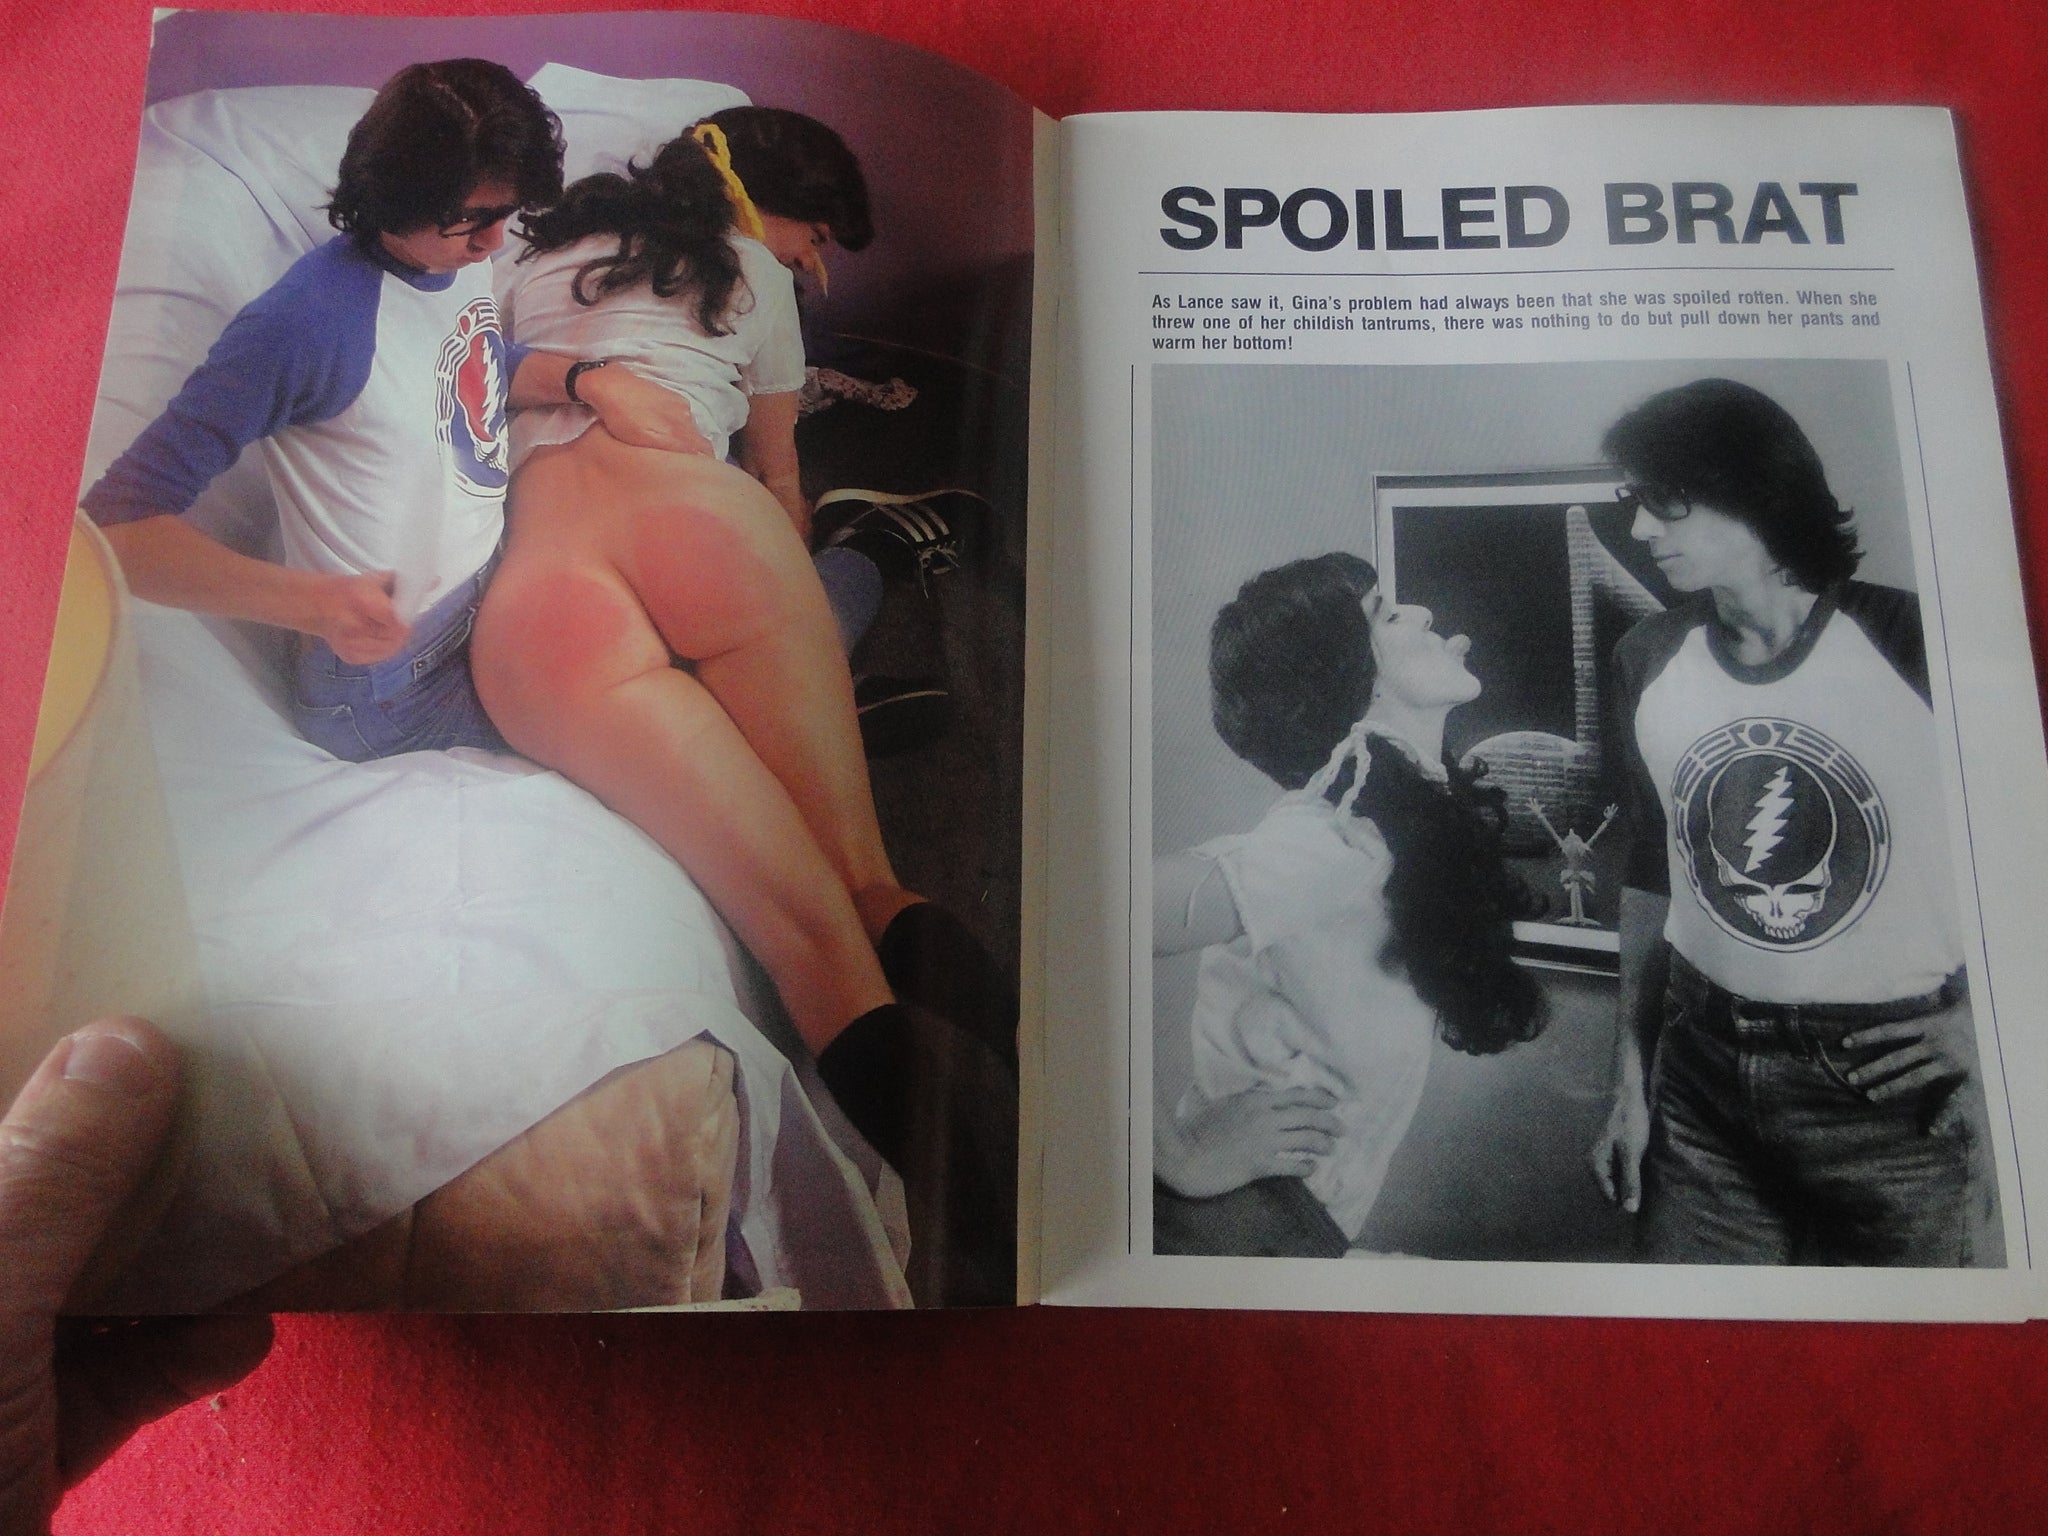 SPOILED BRAT
As Lance saw it, Gina's problem had always been that she was spoiled rotten. When she
threw one of her childish tantrums, there was nothing to do but pull down her pants and
warm her bottom!